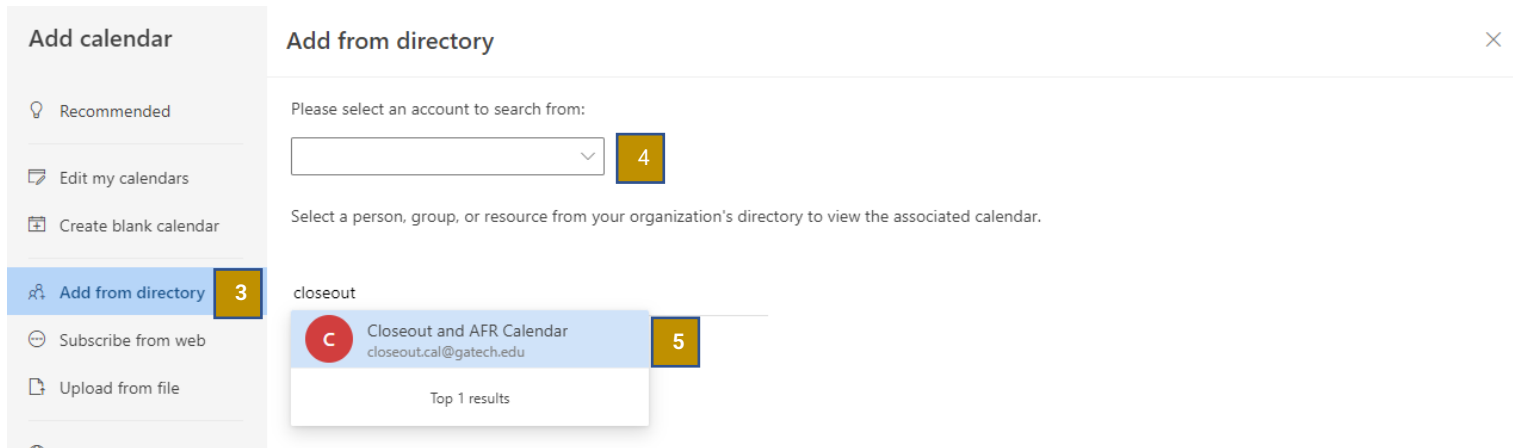 Add calendar
Add from directory
Recommended
Please select an account to search from:
4
Edit my calendars
Create blank calendar
Select a person, group, or resource from your organization's directory to view the associated calendar.
Add from directory
3
closeout
C
Closeout and AFR Calendar
closeout.cal@gatech.edu
5
Subscribe from web
Upload from file
Top 1 results